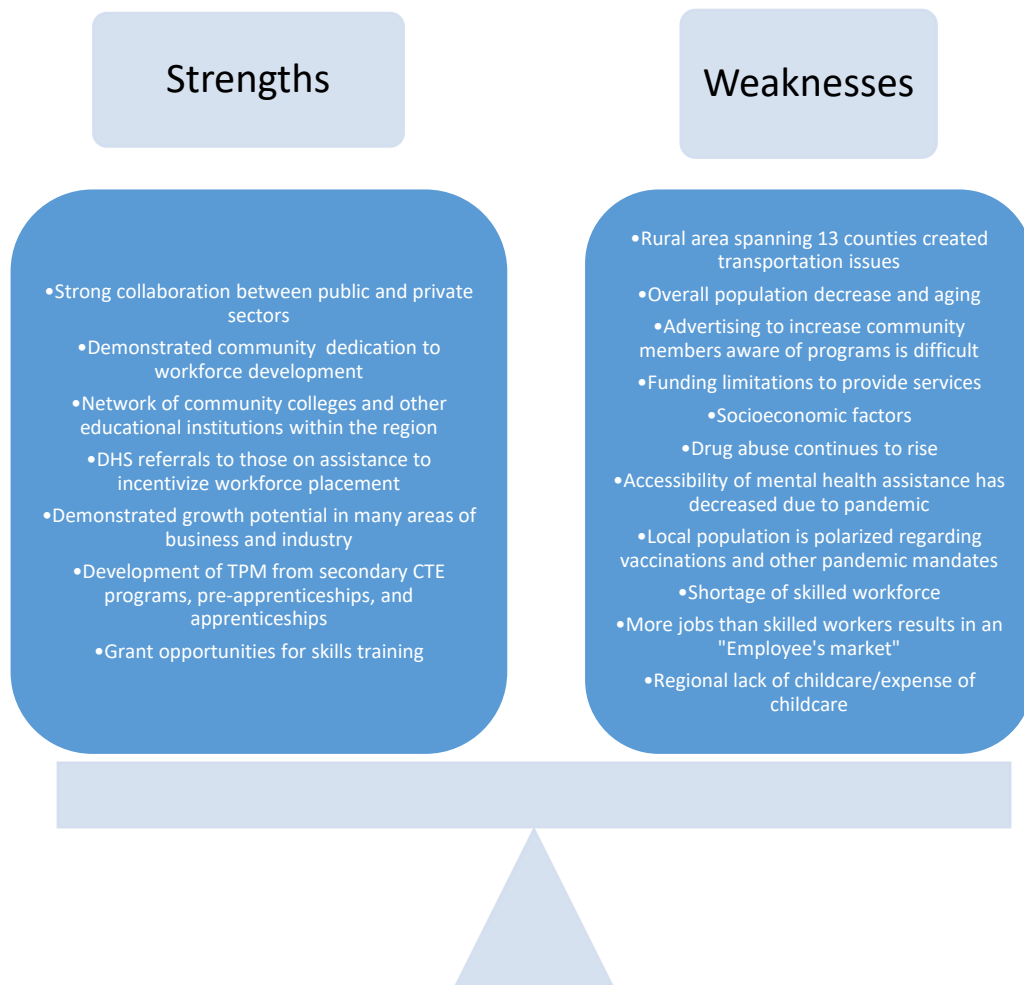 Strengths
•Strong collaboration between public and private
sectors
•Demonstrated community  dedication to
workforce development
•Network of community colleges and other
educational institutions within the region
•DHS referrals to those on assistance to
incentivize workforce placement
•Demonstrated growth potential in many areas of
business and industry
•Development of TPM from secondary CTE
programs, pre-apprenticeships, and
apprenticeships
•Grant opportunities for skills training
Weaknesses
•Rural area spanning 13 counties created
transportation issues
•Overall population decrease and aging
•Advertising to increase community
members aware of programs is difficult
•Funding limitations to provide services
•Socioeconomic factors
•Drug abuse continues to rise
•Accessibility of mental health assistance has
decreased due to pandemic
•Local population is polarized regarding
vaccinations and other pandemic mandates
•Shortage of skilled workforce
•More jobs than skilled workers results in an
"Employee's market"
•Regional lack of childcare/expense of
childcare